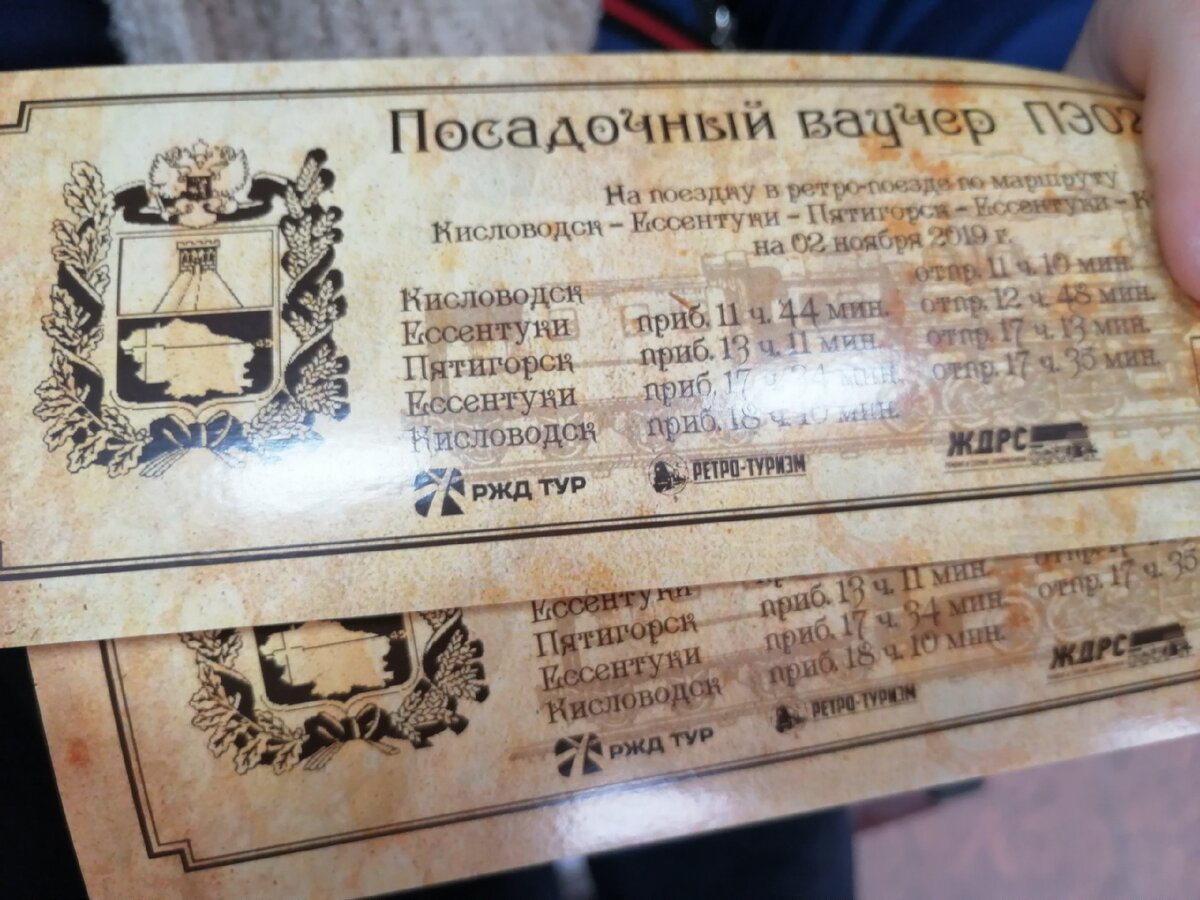 Посадочный ваучер ПЭ02
На поездку в ретро-поезде по маршруту
Кисловодск – Ессентуки – Пятигорск – Ессентуки – К
на 02 ноября 2019 г.
Кисловодск отпр. 11 ч. 10 мин.
Ессентуки приб. 11 ч. 44 мин. отпр. 12 ч. 48 мин.
Пятигорск приб. 13 ч. 11 мин. отпр. 17 ч. 13 мин.
Ессентуки приб. 17 ч. 34 мин. отпр. 17 ч. 35 мин.
Кисловодск приб. 18 ч. 10 мин.
РЖД ТУР РЕТРО-ТУРИЗМ ЖДРС
Ессентуки
Пятигорск приб. 13 ч. 11 мин. отпр.
Ессентуки приб. 17 ч. 34 мин. отпр. 17 ч. 35
Кисловодск приб. 18 ч. 10 мин.
РЖД ТУР РЕТРО-ТУРИЗМ ЖДРС